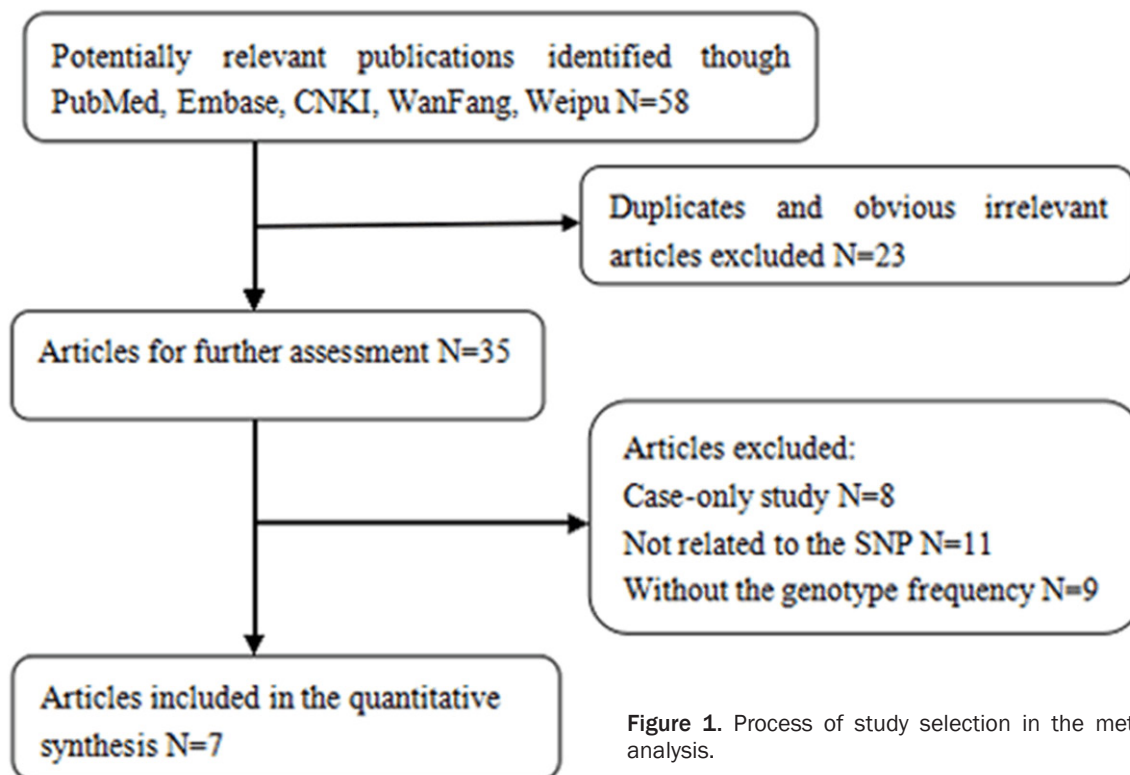 Potentially relevant publications identified though
PubMed, Embase, CNKI, WanFang, Weipu N=58
Duplicates and obvious irrelevant
articles excluded N=23
Articles for further assessment N=35
Articles excluded:
Case-only study N=8
Not related to the SNP N=11
Without the genotype frequency N=9
Articles included in the quantitative
synthesis N=7
Figure 1. Process of study selection in the met
analysis.